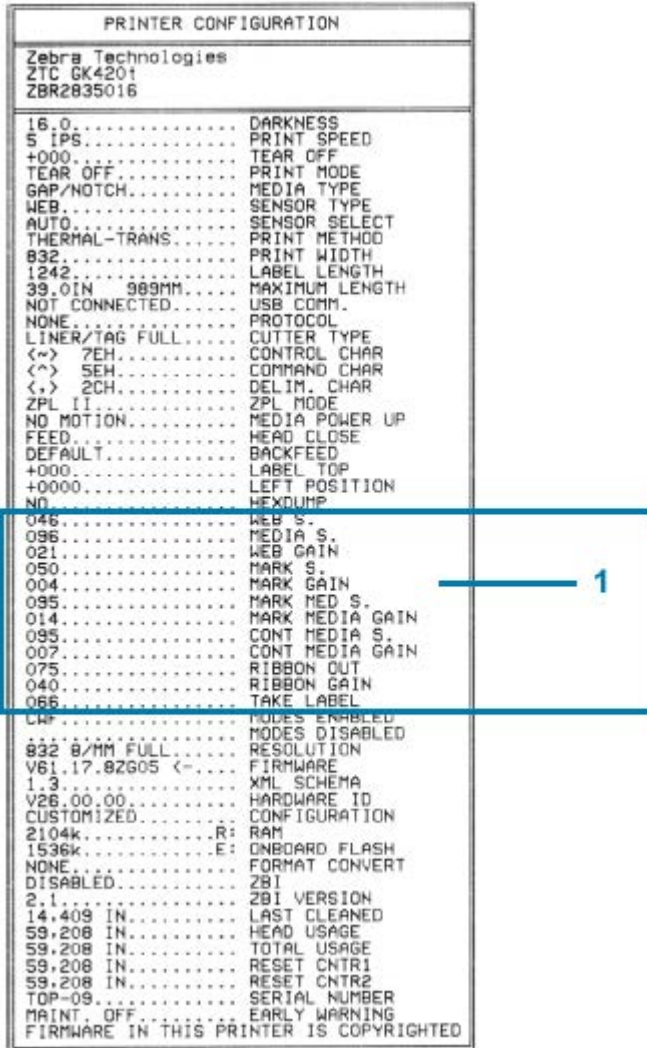 PRINTER CONFIGURATION
Zebra Technologies
ZTC GK420t
ZBR2835016
16.0............... DARKNESS
5 IPS.............. PRINT SPEED
+000............... TEAR OFF
TEAR OFF........... PRINT MODE
GAP/NOTCH.......... MEDIA TYPE
WEB................ SENSOR TYPE
AUTO............... SENSOR SELECT
THERMAL-TRANS...... PRINT METHOD
832................ PRINT WIDTH
1242............... LABEL LENGTH
39.0IN   989MM..... MAXIMUM LENGTH
NOT CONNECTED...... USB COMM.
NONE............... PROTOCOL
LINER/TAG FULL..... CUTTER TYPE
<~>  7EH........... CONTROL CHAR
<^>  5EH........... COMMAND CHAR
<,>  2CH........... DELIM. CHAR
ZPL II............. ZPL MODE
NO MOTION.......... MEDIA POWER UP
FEED............... HEAD CLOSE
DEFAULT............ BACKFEED
+000............... LABEL TOP
+0000.............. LEFT POSITION
NO................. HEXDUMP
046................ WEB S.
096................ MEDIA S.
021................ WEB GAIN
050................ MARK S.
004................ MARK GAIN
095................ MARK MED S.
014................ MARK MEDIA GAIN
095................ CONT MEDIA S.
007................ CONT MEDIA GAIN
075................ RIBBON OUT
040................ RIBBON GAIN
066................ TAKE LABEL
1
CWF................ MODES ENABLED
................... MODES DISABLED
832 8/MM FULL...... RESOLUTION
V61.17.8ZG05 <-.... FIRMWARE
1.3................ XML SCHEMA
V26.00.00.......... HARDWARE ID
CUSTOMIZED......... CONFIGURATION
2104k.............R: RAM
1536k.............E: ONBOARD FLASH
NONE............... FORMAT CONVERT
DISABLED........... ZBI
2.1................ ZBI VERSION
14,409 IN.......... LAST CLEANED
59,208 IN.......... HEAD USAGE
59,208 IN.......... TOTAL USAGE
59,208 IN.......... RESET CNTR1
59,208 IN.......... RESET CNTR2
TOP-09............. SERIAL NUMBER
MAINT. OFF......... EARLY WARNING
FIRMWARE IN THIS PRINTER IS COPYRIGHTED